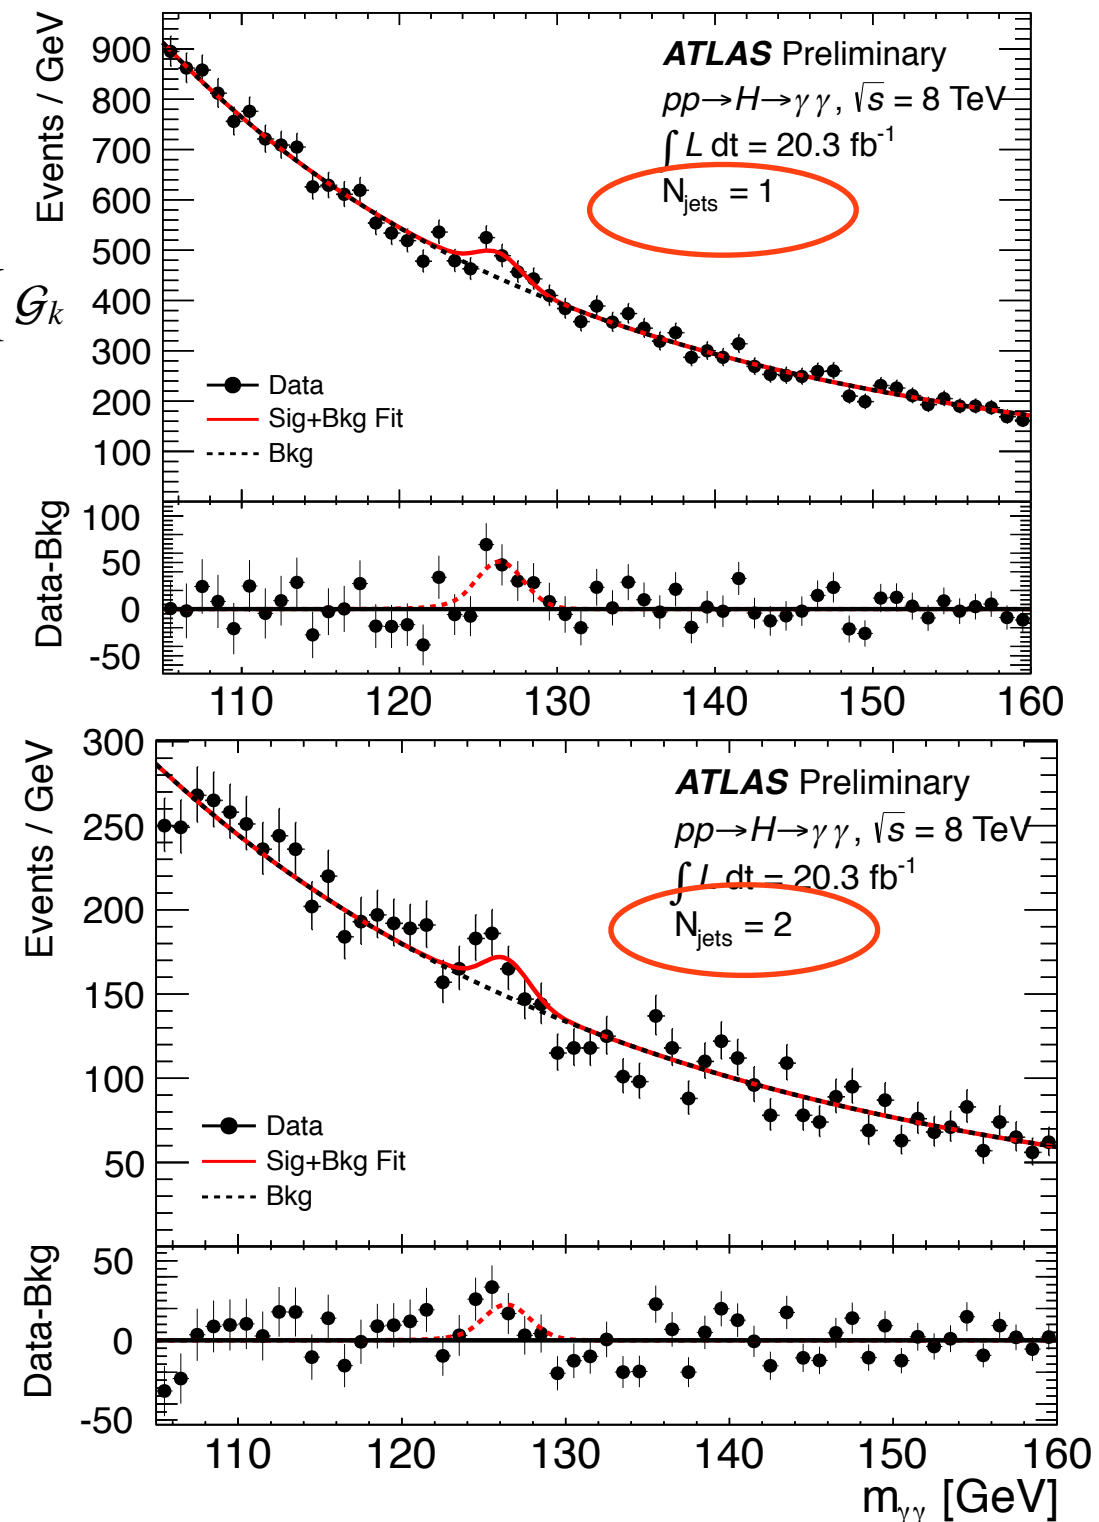 Events / GeV
900
800
700
600
500
400
300
200
100
ATLAS Preliminary
pp→H→γγ, √s = 8 TeV
∫ L dt = 20.3 fb⁻¹
N_jets = 1
𝒢k
Data
Sig+Bkg Fit
Bkg
Data-Bkg
100
50
0
-50
110 120 130 140 150 160
Events / GeV
300
250
200
150
100
50
ATLAS Preliminary
pp→H→γγ, √s = 8 TeV
∫ L dt = 20.3 fb⁻¹
N_jets = 2
Data
Sig+Bkg Fit
Bkg
Data-Bkg
50
0
-50
110 120 130 140 150 160
m_γγ [GeV]